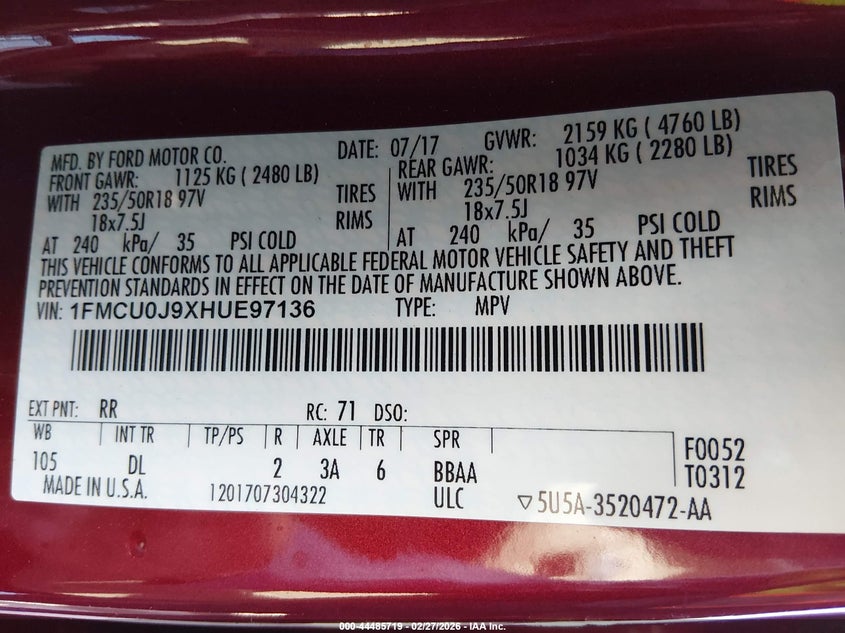 MFD. BY FORD MOTOR CO. DATE: 07/17 GVWR: 2159 KG ( 4760 LB)
FRONT GAWR: 1125 KG ( 2480 LB) REAR GAWR: 1034 KG ( 2280 LB)
WITH 235/50R18 97V TIRES WITH 235/50R18 97V TIRES
18x7.5J RIMS 18x7.5J RIMS
AT 240 kPa/ 35 PSI COLD AT 240 kPa/ 35 PSI COLD
THIS VEHICLE CONFORMS TO ALL APPLICABLE FEDERAL MOTOR VEHICLE SAFETY AND THEFT
PREVENTION STANDARDS IN EFFECT ON THE DATE OF MANUFACTURE SHOWN ABOVE.
VIN: 1FMCU0J9XHUE97136 TYPE: MPV
EXT PNT: RR RC: 71 DSO:
WB INT TR TP/PS R AXLE TR SPR F0052
105 DL 2 3A 6 BBAA T0312
MADE IN U.S.A. 1201707304322 ULC ▽5U5A-3520472-AA
000-44485719 - 02/27/2026 - IAA Inc.